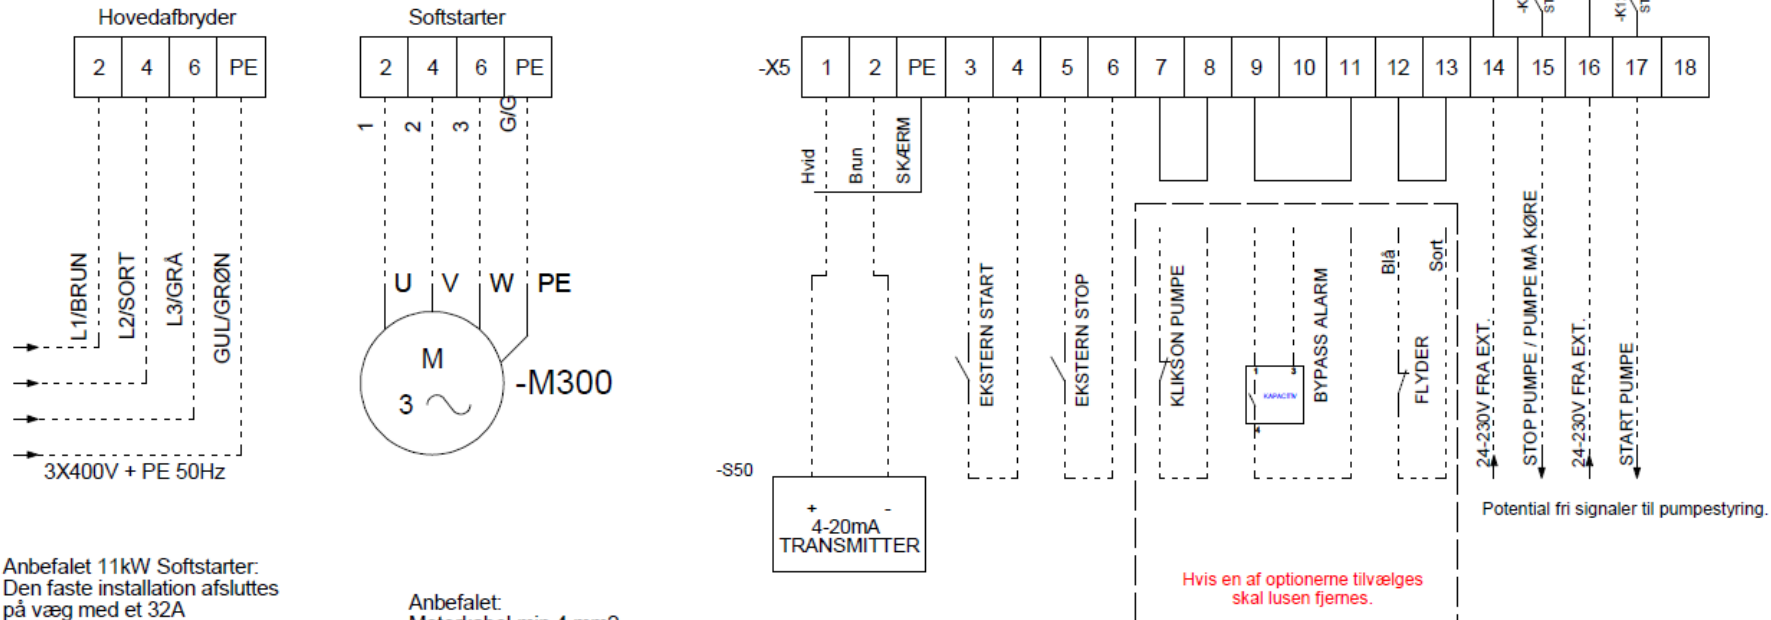 Hovedafbryder
2 4 6 PE
L1/BRUN
L2/SORT
L3/GRÅ
GUL/GRØN
3X400V + PE 50Hz
Anbefalet 11kW Softstarter:
Den faste installation afsluttes
på væg med et 32A
Softstarter
2 4 6 PE
1
2
3
G/G
U V W PE
M
3
-M300
Anbefalet:
-X5 1 2 PE 3 4 5 6 7 8 9 10 11 12 13 14 15 16 17 18
Hvid
Brun
SKÆRM
-S50
+ -
4-20mA
TRANSMITTER
EKSTERN START
EKSTERN STOP
KLIKSON PUMPE
1 3
KAPACITIV
4
BYPASS ALARM
Blå
Sort
FLYDER
Hvis en af optionerne tilvælges
skal lusen fjernes.
-K1
24-230V FRA EXT.
STOP PUMPE / PUMPE MÅ KØRE
24-230V FRA EXT.
START PUMPE
Potential fri signaler til pumpestyring.